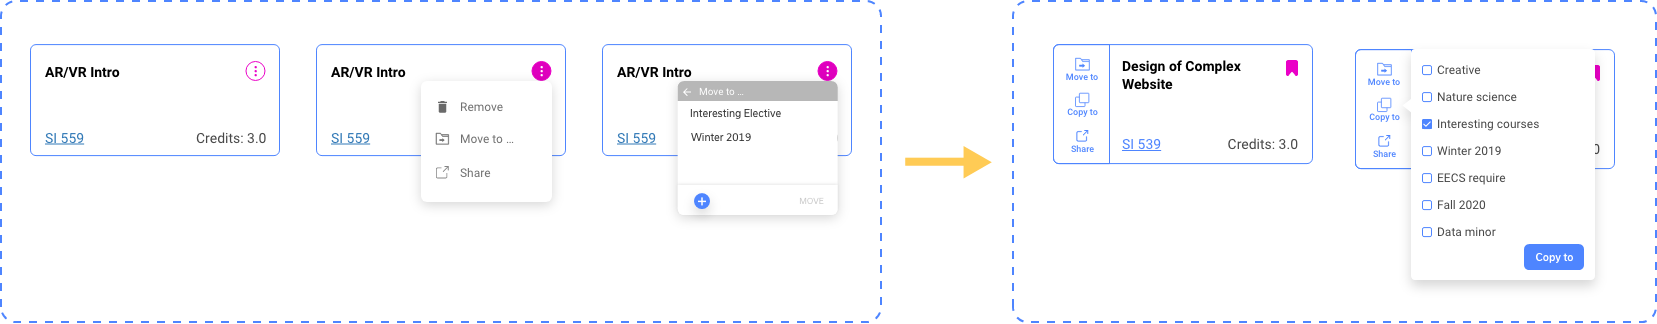 AR/VR Intro
SI 559
Credits: 3.0
AR/VR Intro
SI 559
Remove
Move to ...
Share
AR/VR Intro
SI 559
Move to ...
Interesting Elective
Winter 2019
MOVE
Move to
Copy to
Share
Design of Complex
Website
SI 539
Credits: 3.0
Move to
Copy to
Share
Creative
Nature science
Interesting courses
Winter 2019
EECS require
Fall 2020
Data minor
Copy to
0